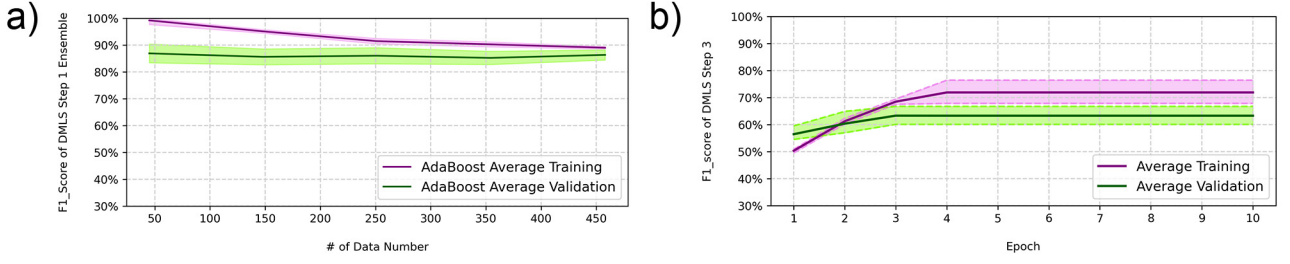 a)
F1_Score of DMLS Step 1 Ensemble
100%
90%
80%
70%
60%
50%
40%
30%
50 100 150 200 250 300 350 400 450
# of Data Number
AdaBoost Average Training
AdaBoost Average Validation
b)
F1_score of DMLS Step 3
100%
90%
80%
70%
60%
50%
40%
30%
1 2 3 4 5 6 7 8 9 10
Epoch
Average Training
Average Validation